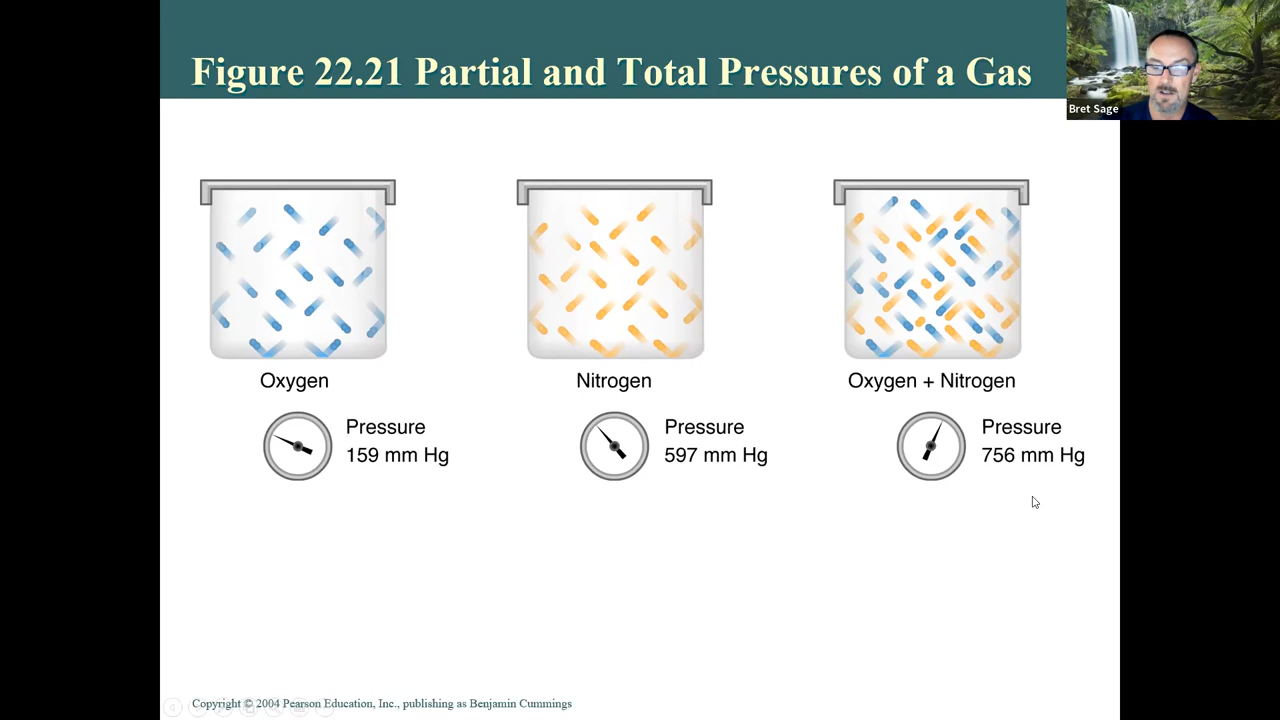 Figure 22.21 Partial and Total Pressures of a Gas
Bret Sage
Oxygen
Pressure
159 mm Hg
Nitrogen
Pressure
597 mm Hg
Oxygen + Nitrogen
Pressure
756 mm Hg
Copyright © 2004 Pearson Education, Inc., publishing as Benjamin Cummings